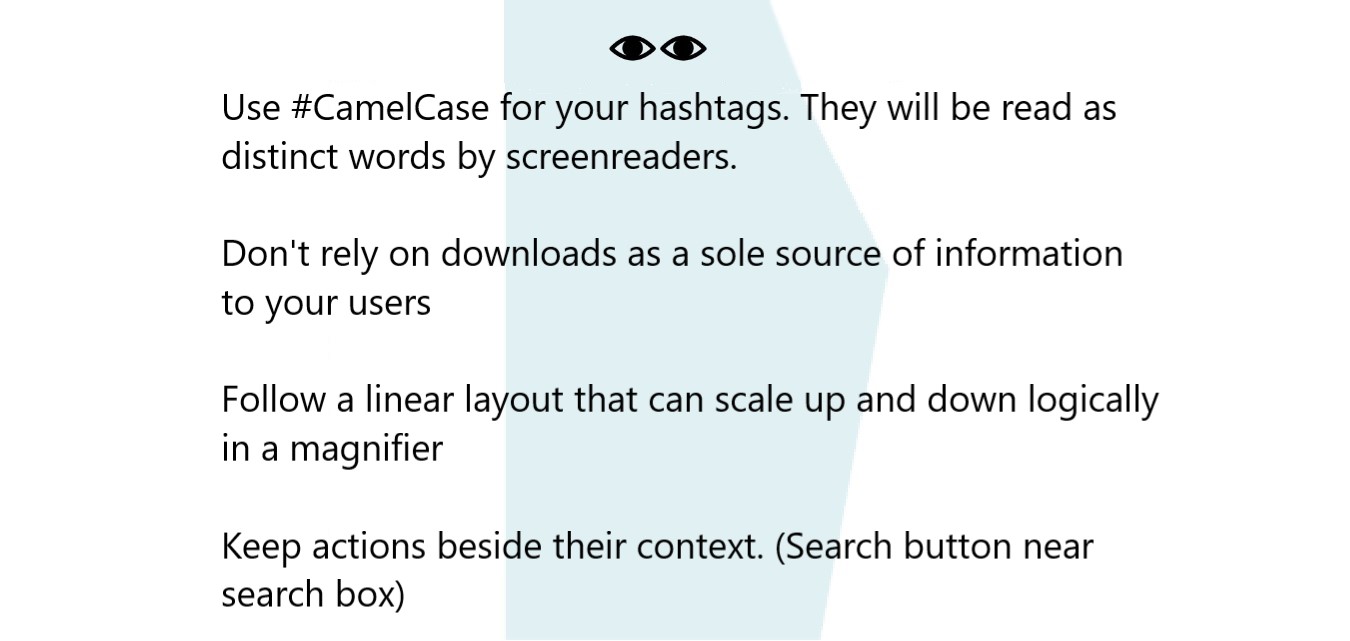 Use #CamelCase for your hashtags. They will be read as
distinct words by screenreaders.
Don't rely on downloads as a sole source of information
to your users
Follow a linear layout that can scale up and down logically
in a magnifier
Keep actions beside their context. (Search button near
search box)